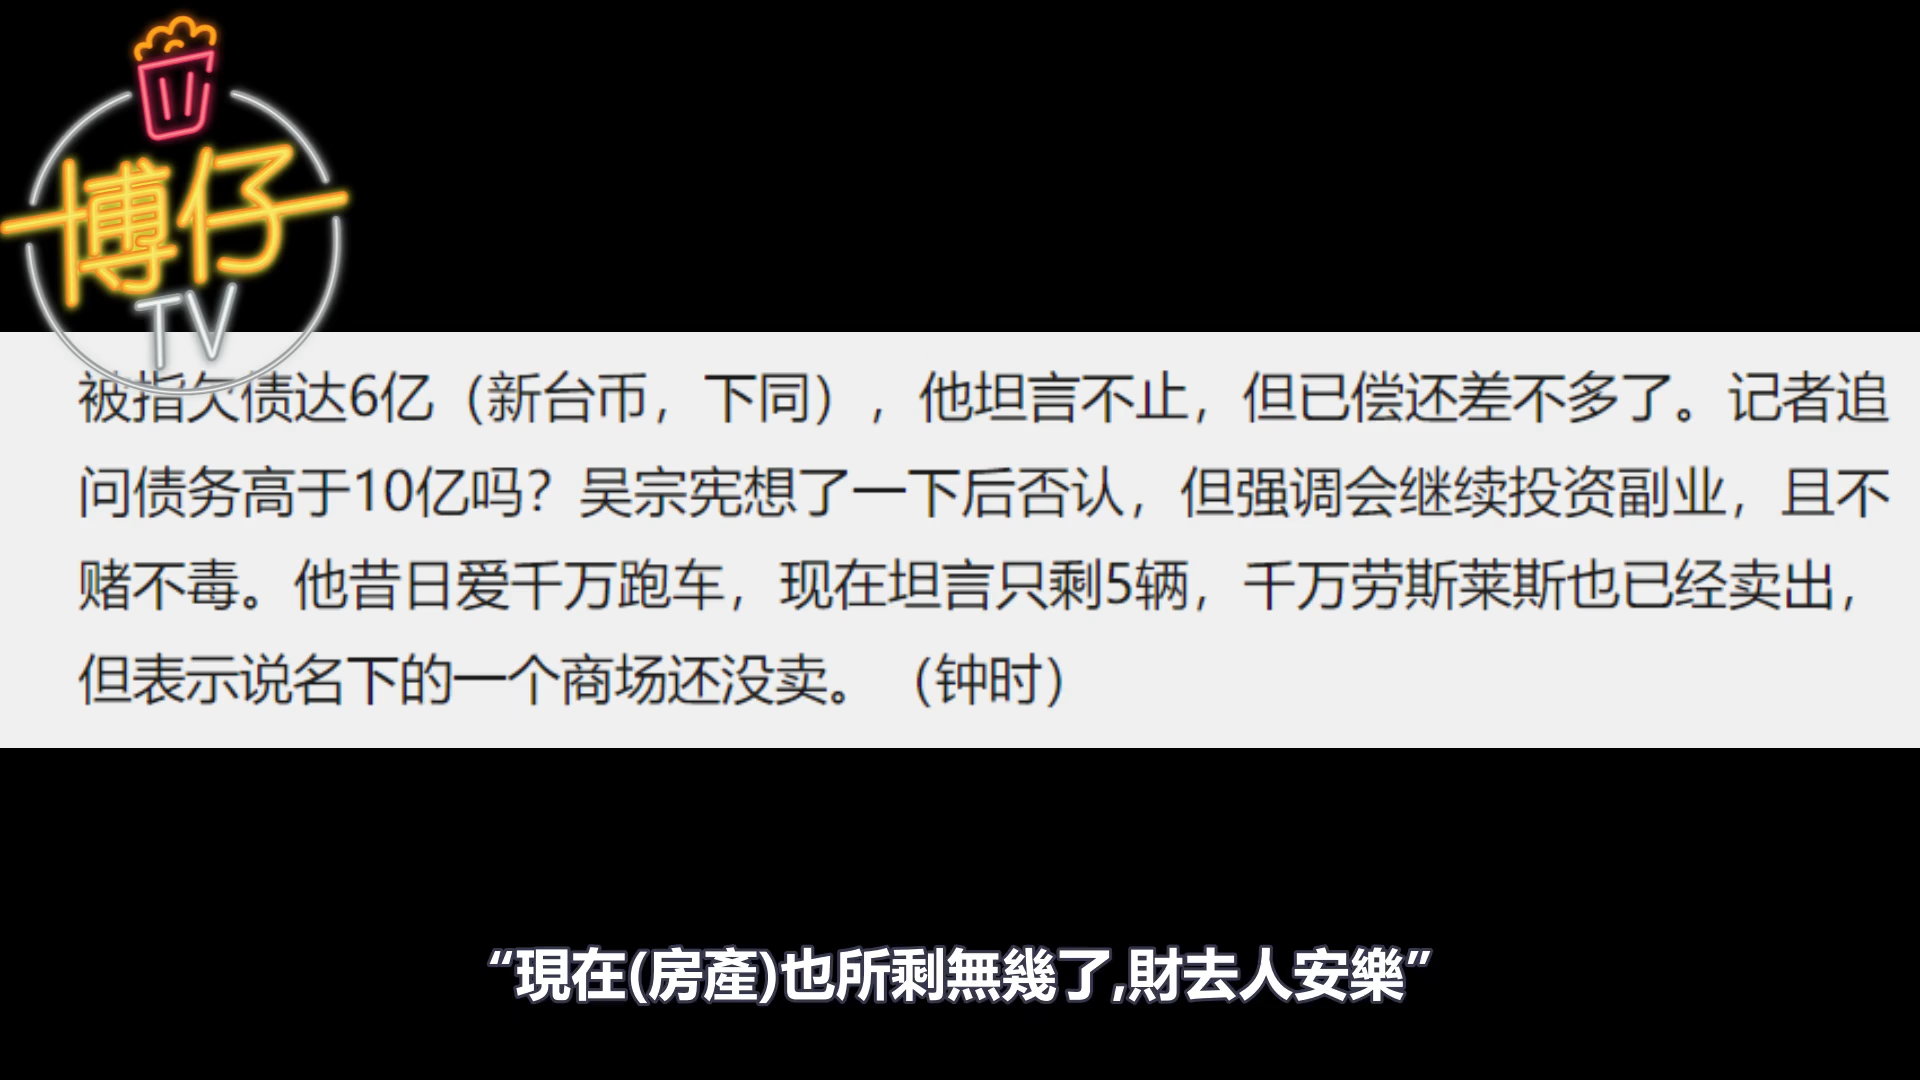 博仔
TV
被指欠债达6亿（新台币，下同），他坦言不止，但已偿还差不多了。记者追
问债务高于10亿吗？吴宗宪想了一下后否认，但强调会继续投资副业，且不
赌不毒。他昔日爱千万跑车，现在坦言只剩5辆，千万劳斯莱斯也已经卖出，
但表示说名下的一个商场还没卖。（钟时）
“現在(房產)也所剩無幾了,財去人安樂”